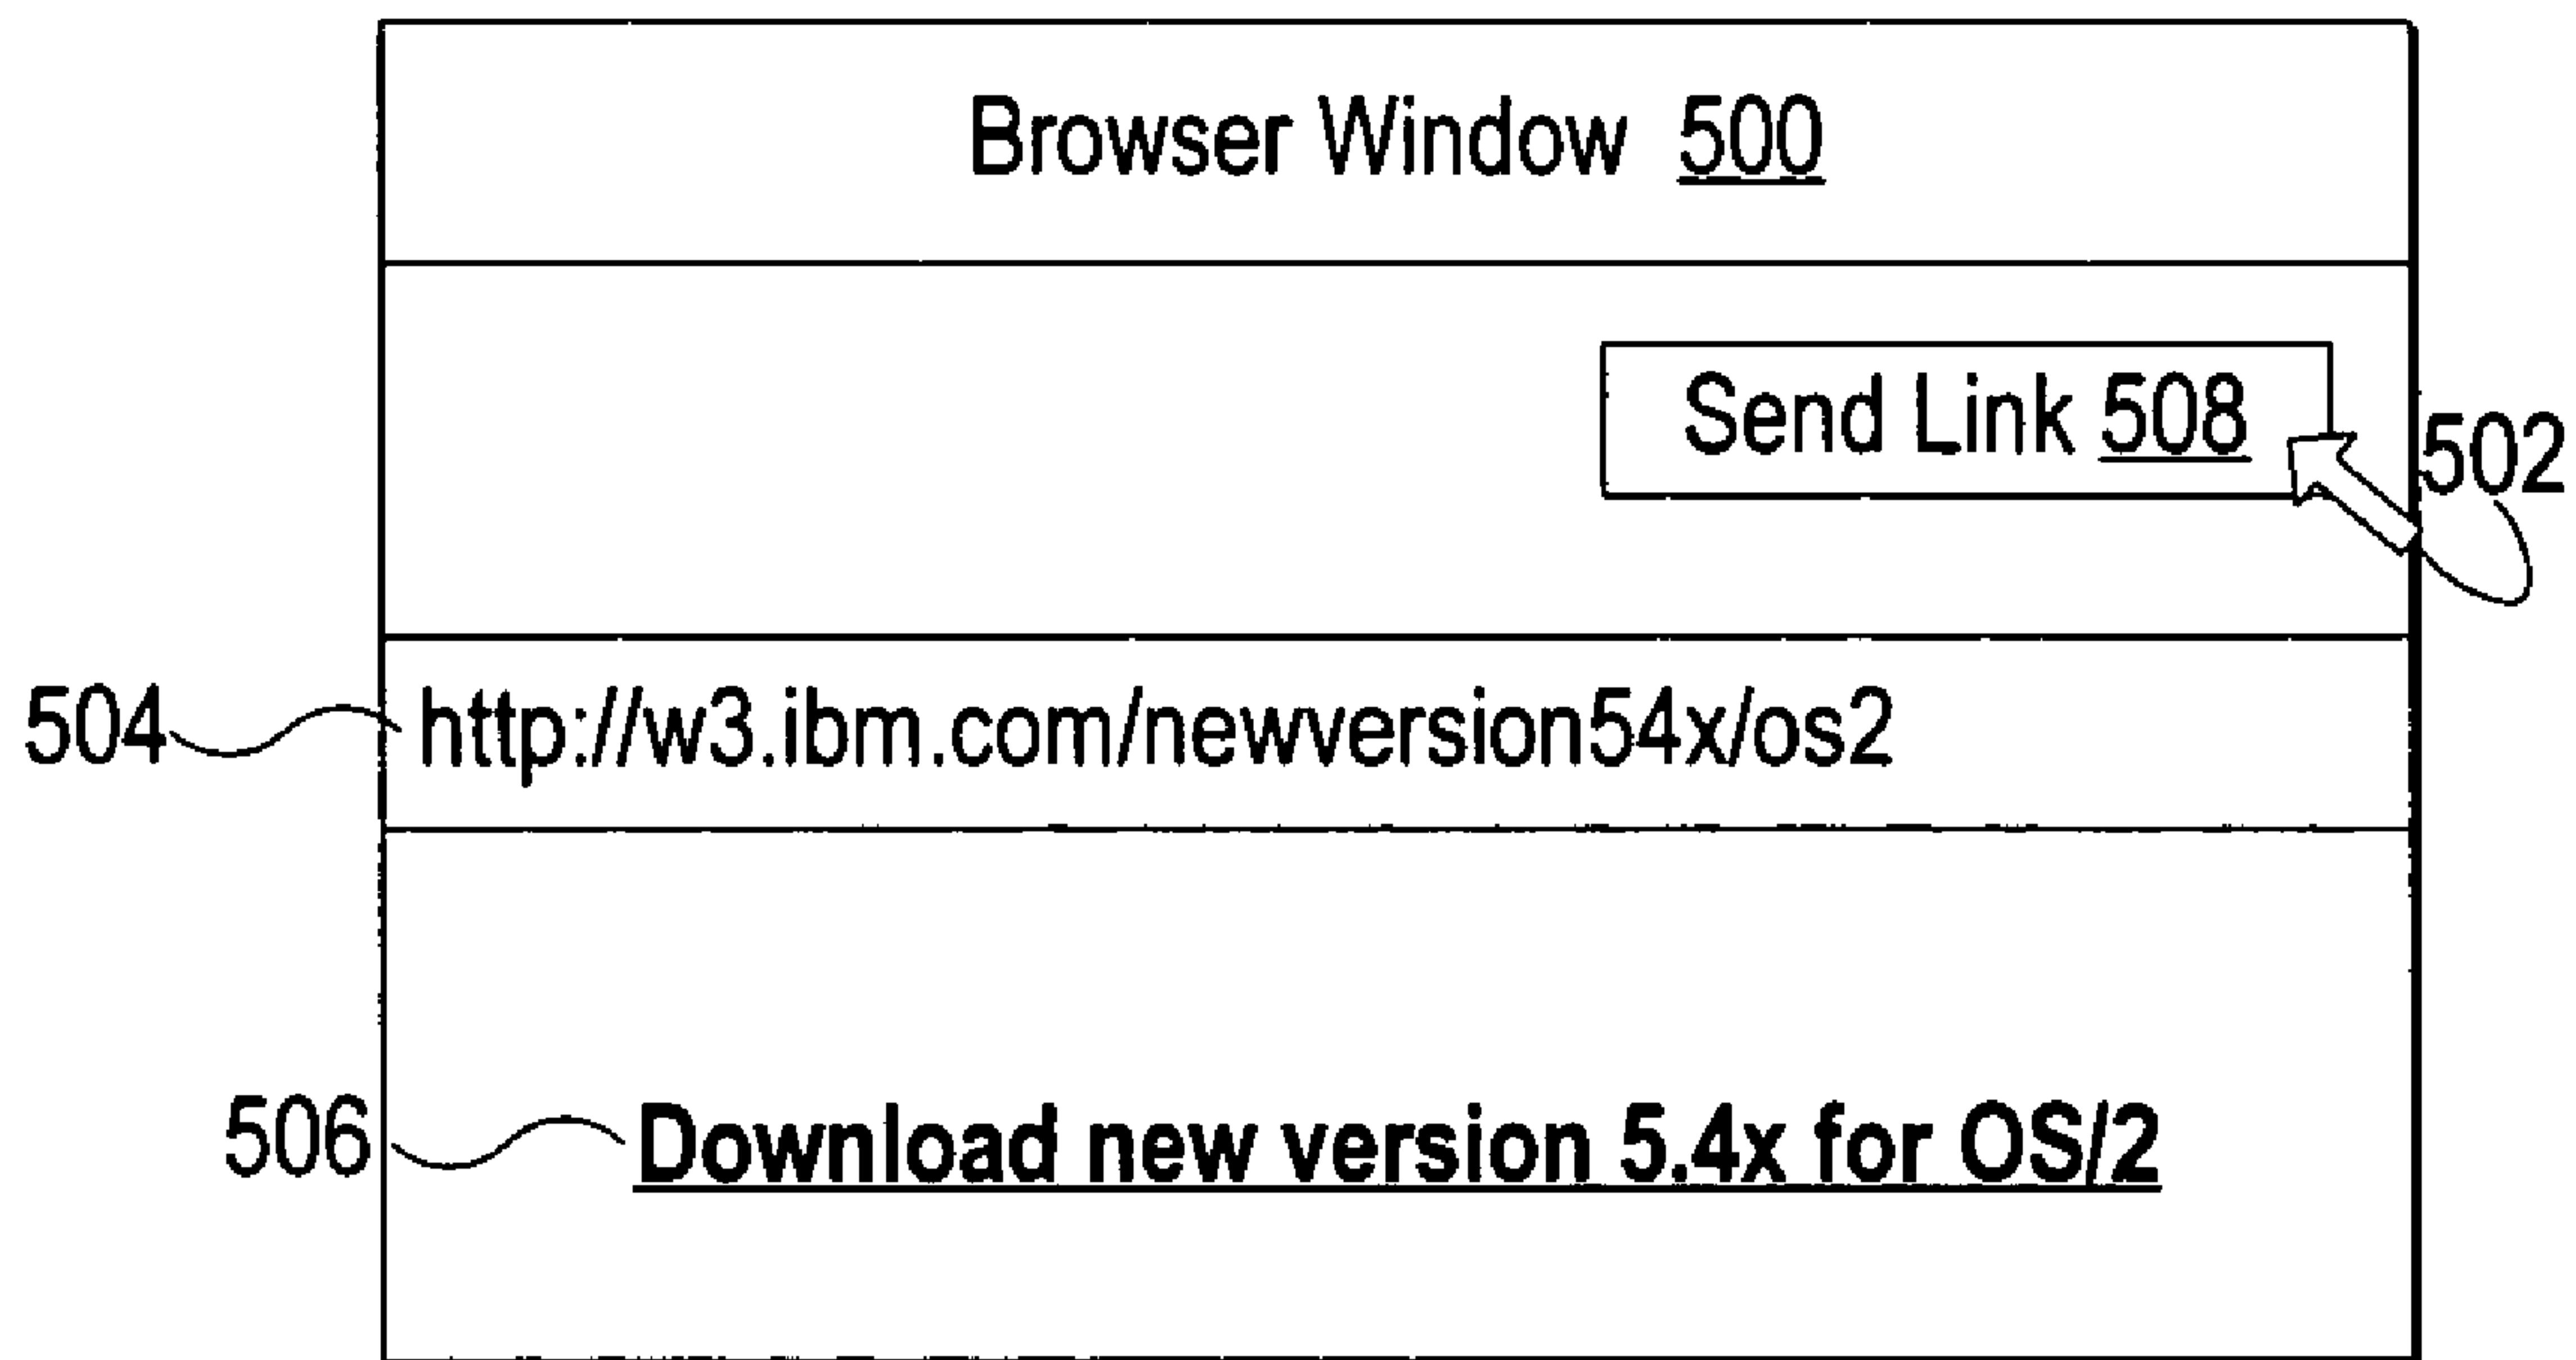 Browser Window 500
Send Link 508
502
504
http://w3.ibm.com/newversion54x/os2
506
Download new version 5.4x for OS/2